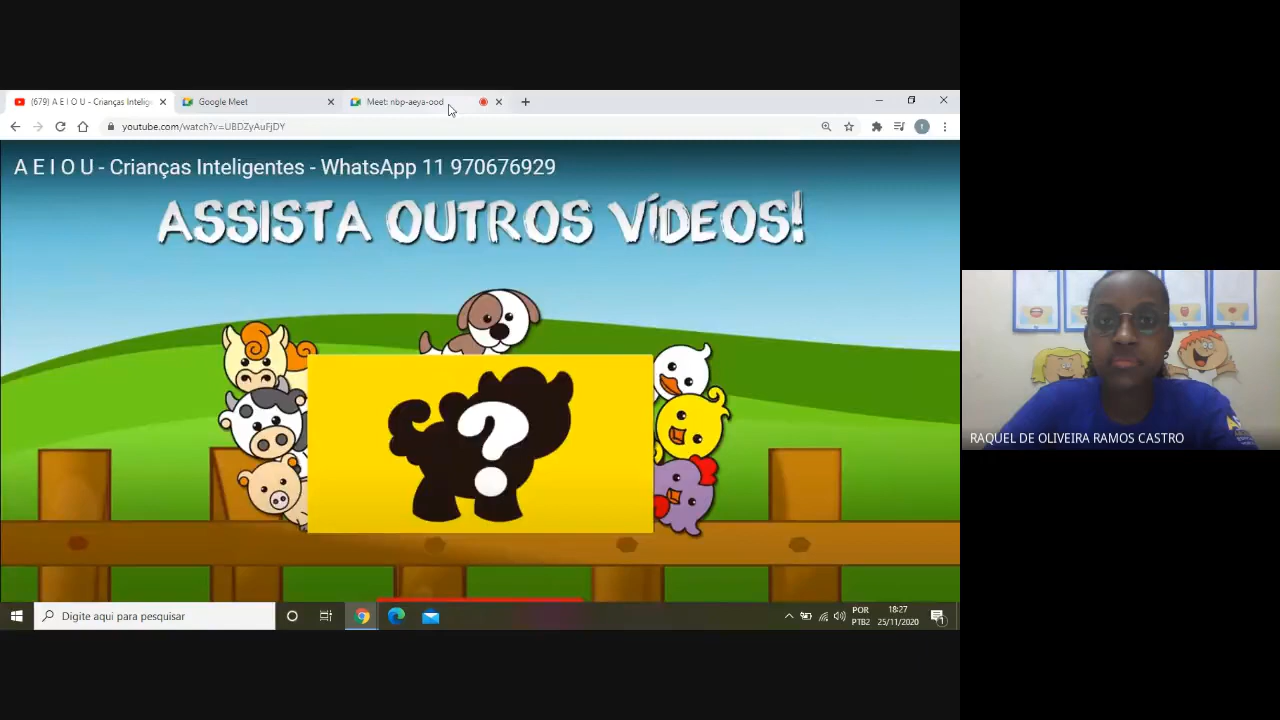 (679) A E I O U - Crianças Intelig
Google Meet
Meet: nbp-aeya-ood
youtube.com/watch?v=UBDZyAuFjDY
t
A E I O U - Crianças Inteligentes - WhatsApp 11 970676929
ASSISTA OUTROS VÍDEOS!
?
RAQUEL DE OLIVEIRA RAMOS CASTRO
Digite aqui para pesquisar
POR
PTB2
18:27
25/11/2020
1